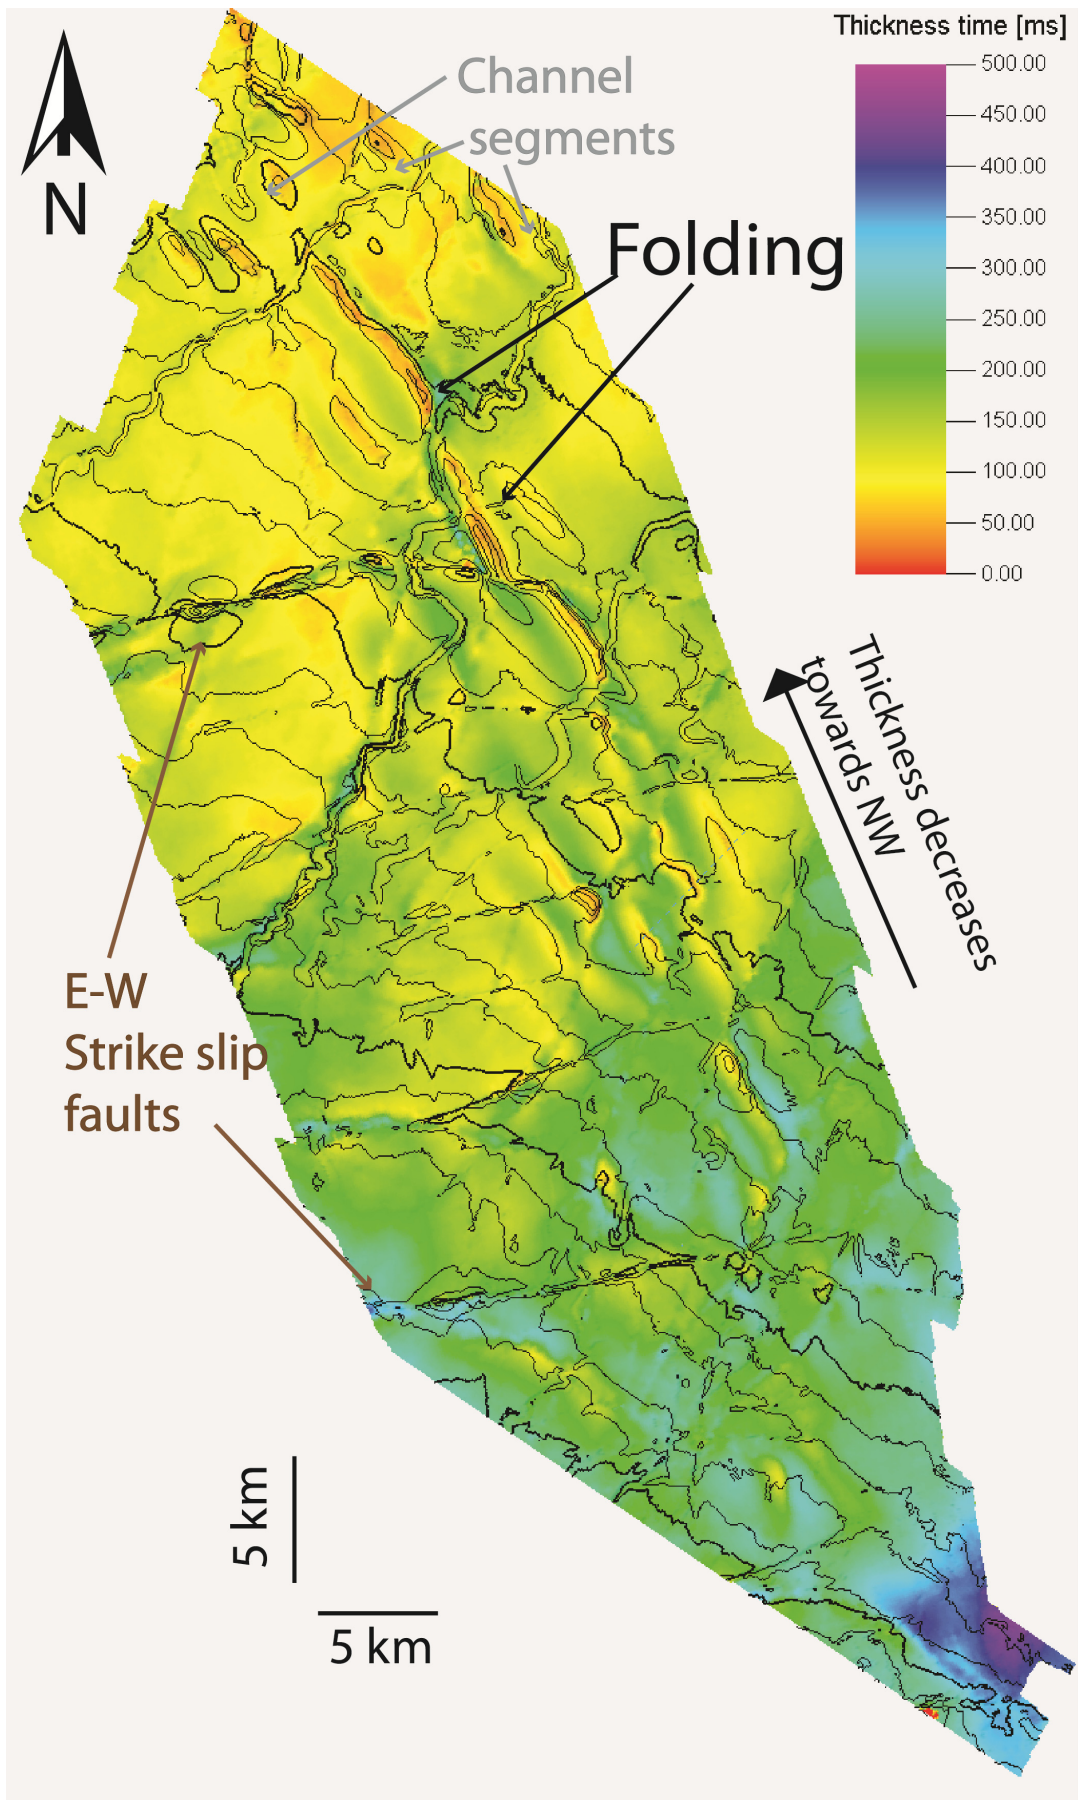 Thickness time [ms]
500.00
450.00
400.00
350.00
300.00
250.00
200.00
150.00
100.00
50.00
0.00
N
Channel
segments
Folding
Thickness decreases
towards NW
E-W
Strike slip
faults
5 km
5 km